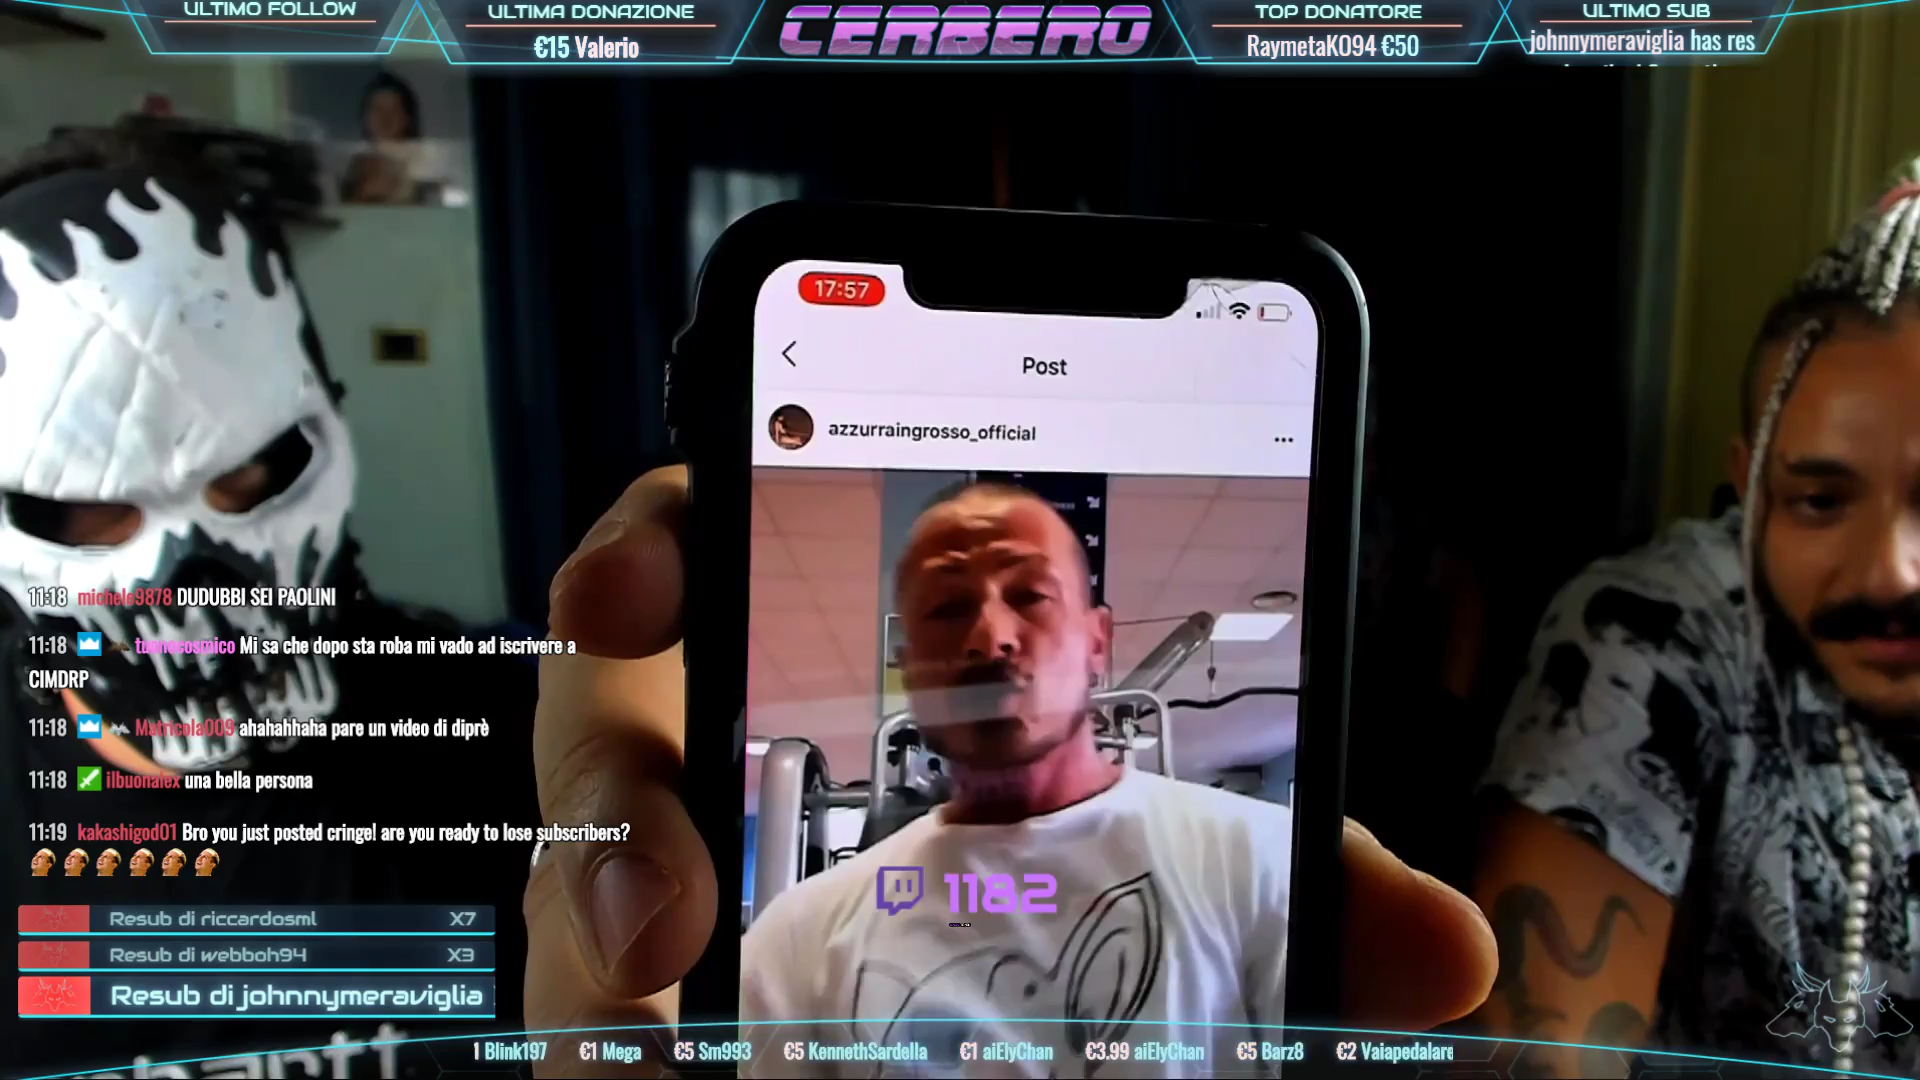 ULTIMO FOLLOW
ULTIMA DONAZIONE
€15 Valerio
CERBERO
TOP DONATORE
RaymetaKO94 €50
ULTIMO SUB
johnnymeraviglia has res
17:57
Post
azzurraingrosso_official
11:18 michele9878 DUDUBBI SEI PAOLINI
11:18 tuonocosmico Mi sa che dopo sta roba mi vado ad iscrivere a
CIMDRP
11:18 Matricola009 ahahahhaha pare un video di diprè
11:18 ilbuonalex una bella persona
11:19 kakashigod01 Bro you just posted cringe! are you ready to lose subscribers?
1182
Resub di riccardosml X7
Resub di webboh94 X3
Resub di johnnymeraviglia
1 Blink197 €1 Mega €5 Sm993 €5 KennethSardella €1 aiElyChan €3.99 aiElyChan €5 Barz8 €2 Vaiapedalare